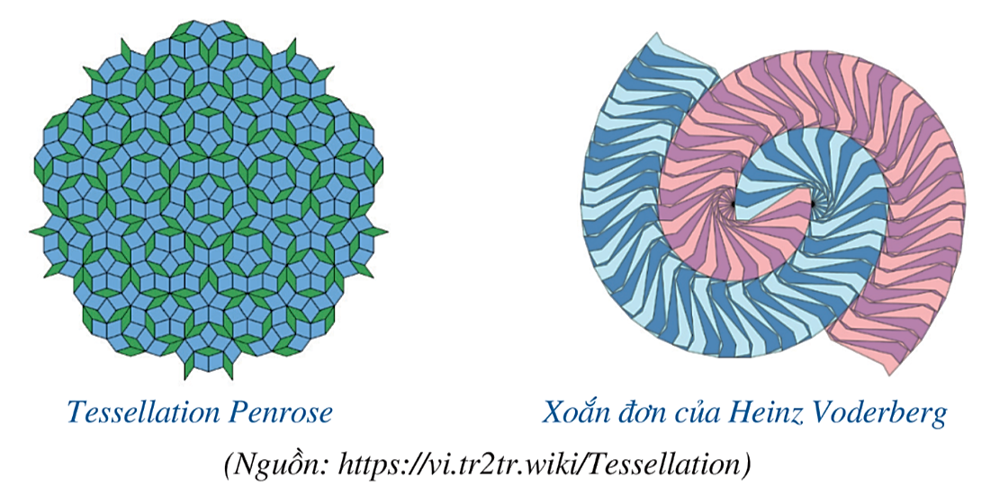 Tessellation Penrose
Xoắn đơn của Heinz Voderberg
(Nguồn: https://vi.tr2tr.wiki/Tessellation)